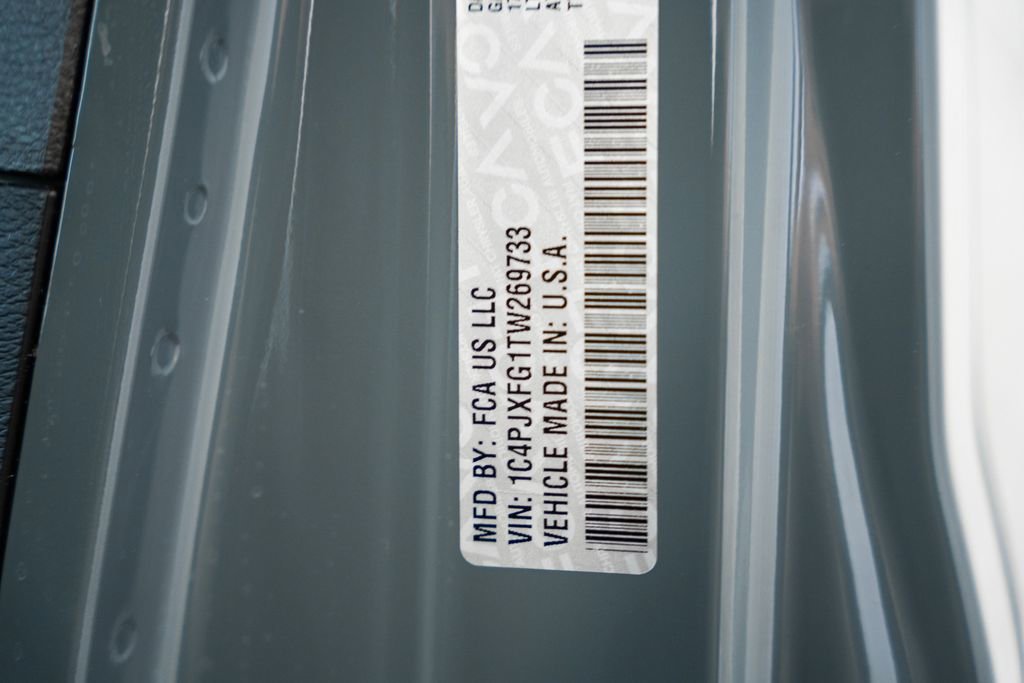 MFD BY: FCA US LLC
VIN: 1C4PJXFG1TW269733
VEHICLE MADE IN: U.S.A.